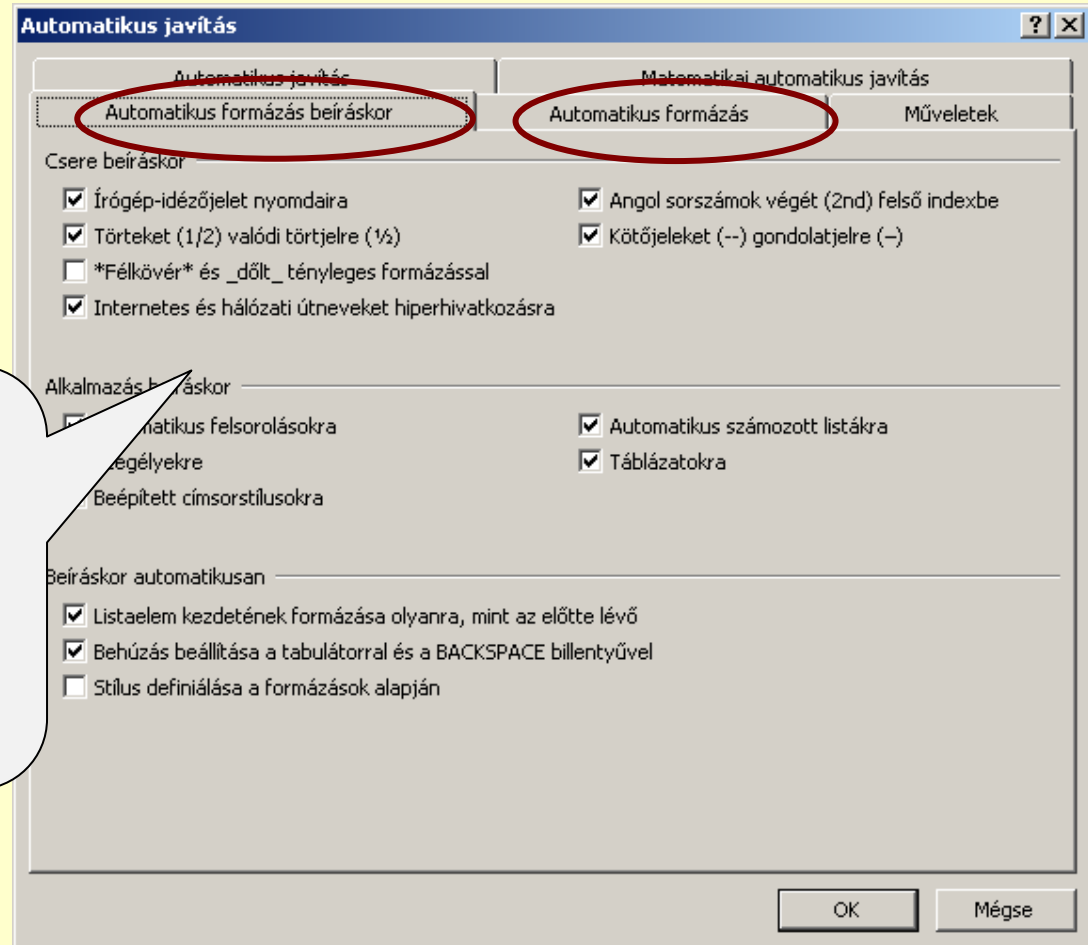 Automatikus javítás
Automatikus javítás Matematikai automatikus javítás
Automatikus formázás beíráskor Automatikus formázás Műveletek
Csere beíráskor
Írógép-idézőjelet nyomdaira Angol sorszámok végét (2nd) felső indexbe
Törteket (1/2) valódi törtjelre (½) Kötőjeleket (--) gondolatjelre (–)
*Félkövér* és _dőlt_ tényleges formázással
Internetes és hálózati útneveket hiperhivatkozásra
Alkalmazás beíráskor
felsorolásokra Automatikus számozott listákra
Táblázatokra
Beépített címsorstílusokra
Beíráskor automatikusan
Listaelem kezdetének formázása olyanra, mint az előtte lévő
Behúzás beállítása a tabulátorral és a BACKSPACE billentyűvel
Stílus definiálása a formázások alapján
OK Mégse